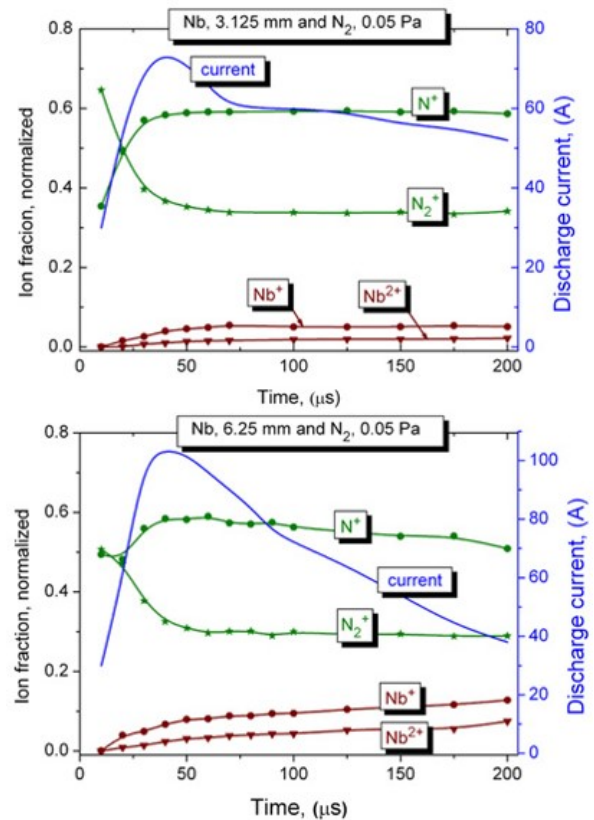 Nb, 3.125 mm and N₂, 0.05 Pa
0.8
0.6
0.4
0.2
0.0
Ion fracion, normalized
current
N⁺
N₂⁺
Nb⁺
Nb²⁺
80
60
40
20
0
Discharge current, (A)
0
50
100
150
200
Time, (μs)
Nb, 6.25 mm and N₂, 0.05 Pa
0.8
0.6
0.4
0.2
0.0
Ion fraction, normalized
N⁺
current
N₂⁺
Nb⁺
Nb²⁺
100
80
60
40
20
0
Discharge current, (A)
0
50
100
150
200
Time, (μs)